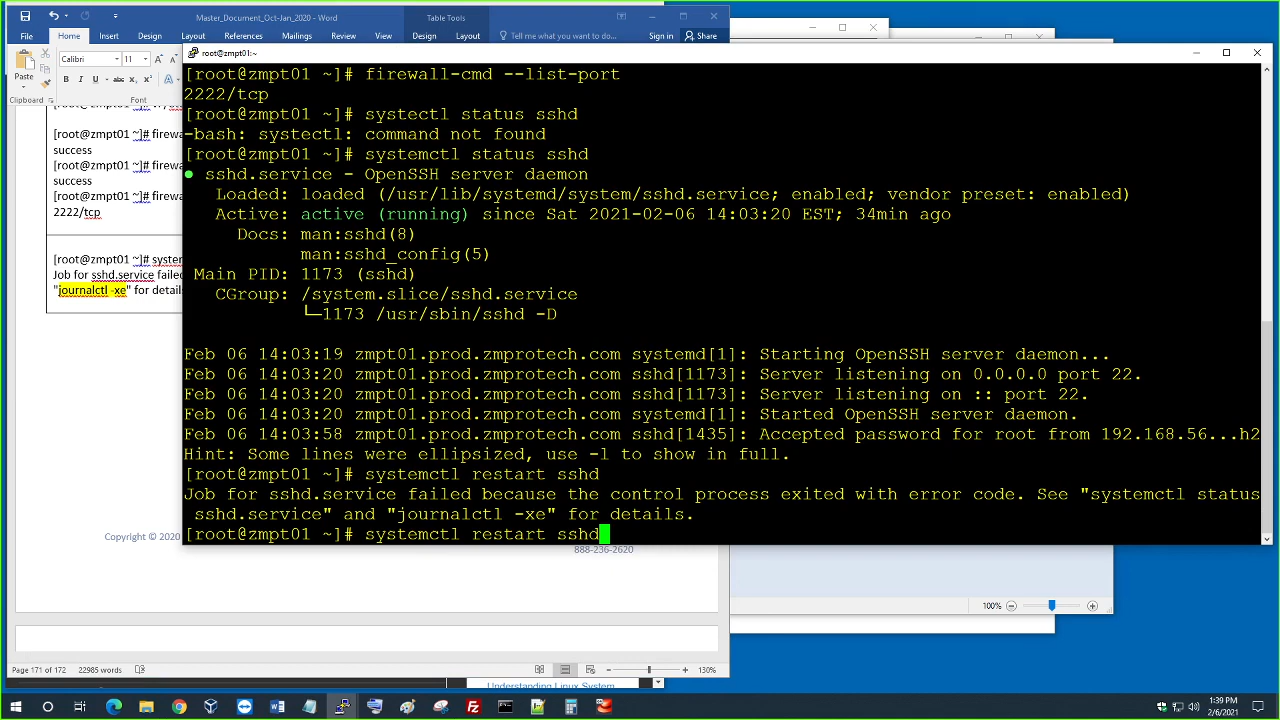 Master_Document_Oct-Jan_2020 - Word
Table Tools
File Home Insert Design Layout References Mailings Review View Design Layout Tell me what you want to do... Sign in Share
Paste
Clipboard
Calibri 11
B I U abc X₂ X² A
Font
[root@zmpt01 ~]# firewa
success
[root@zmpt01 ~]# firewa
success
[root@zmpt01 ~]# firewa
2222/tcp
[root@zmpt01 ~]# system
Job for sshd.service failed
"journalctl -xe" for details
Copyright © 2020
888-236-2620
Page 171 of 172 22985 words 130%
Understanding Linux System
100%
root@zmpt01:~
[root@zmpt01 ~]# firewall-cmd --list-port
2222/tcp
[root@zmpt01 ~]# systectl status sshd
-bash: systectl: command not found
[root@zmpt01 ~]# systemctl status sshd
● sshd.service - OpenSSH server daemon
Loaded: loaded (/usr/lib/systemd/system/sshd.service; enabled; vendor preset: enabled)
Active: active (running) since Sat 2021-02-06 14:03:20 EST; 34min ago
Docs: man:sshd(8)
man:sshd_config(5)
Main PID: 1173 (sshd)
CGroup: /system.slice/sshd.service
└─1173 /usr/sbin/sshd -D
Feb 06 14:03:19 zmpt01.prod.zmprotech.com systemd[1]: Starting OpenSSH server daemon...
Feb 06 14:03:20 zmpt01.prod.zmprotech.com sshd[1173]: Server listening on 0.0.0.0 port 22.
Feb 06 14:03:20 zmpt01.prod.zmprotech.com sshd[1173]: Server listening on :: port 22.
Feb 06 14:03:20 zmpt01.prod.zmprotech.com systemd[1]: Started OpenSSH server daemon.
Feb 06 14:03:58 zmpt01.prod.zmprotech.com sshd[1435]: Accepted password for root from 192.168.56...h2
Hint: Some lines were ellipsized, use -l to show in full.
[root@zmpt01 ~]# systemctl restart sshd
Job for sshd.service failed because the control process exited with error code. See "systemctl status
sshd.service" and "journalctl -xe" for details.
[root@zmpt01 ~]# systemctl restart sshd
1:39 PM
2/6/2021